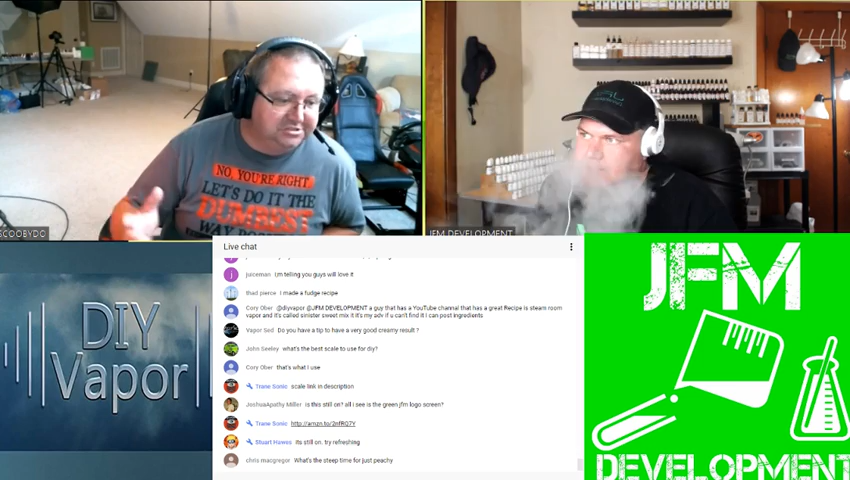 NO, YOU'RE RIGHT
LET'S DO IT THE
DUMBEST
SCOOBYDO
JFM DEVELOPMENT
Live chat
juiceman I,m telling you guys will love it
thad pierce I made a fudge recipe
Cory Ober @diyvapor @JFM DEVELOPMENT a guy that has a YouTube channel that has a great Recipe is steam room
vapor and it's called sinister sweet mix it it's my adv if u can't find it I can post ingredients
Vapor Sed Do you have a tip to have a very good creamy result ?
John Seeley what's the best scale to use for diy?
Cory Ober that's what I use
Trane Sonic scale link in description
JoshuaApathy Miller is this still on? all i see is the green jfm logo screen?
Trane Sonic http://amzn.to/2nfRQ7Y
Stuart Hawes Its still on. try refreshing
chris macgregor What's the steep time for just peachy
DIY
Vapor
JFM
DEVELOPMENT